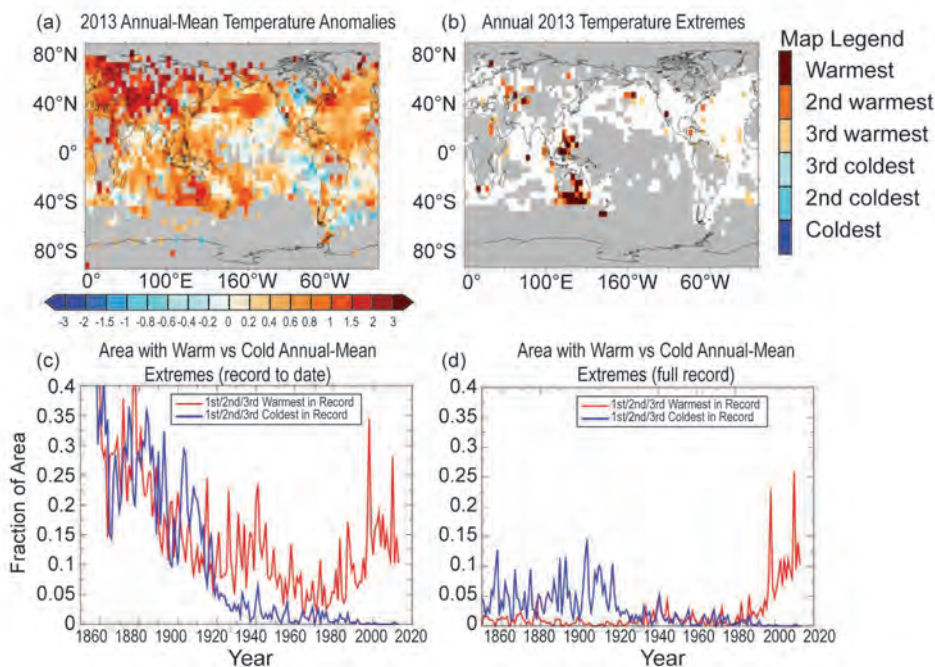 (a) 2013 Annual-Mean Temperature Anomalies
80°N
40°N
0°
40°S
80°S
0° 100°E 160°W 60°W
-3 -2 -1.5 -1 -0.8 -0.6 -0.4 -0.2 0 0.2 0.4 0.6 0.8 1 1.5 2 3
(b) Annual 2013 Temperature Extremes
80°N
40°N
0°
40°S
80°S
0° 100°E 160°W 60°W
Map Legend
Warmest
2nd warmest
3rd warmest
3rd coldest
2nd coldest
Coldest
(c) Area with Warm vs Cold Annual-Mean
Extremes (record to date)
1st/2nd/3rd Warmest in Record
1st/2nd/3rd Coldest in Record
Fraction of Area
0.4
0.35
0.3
0.25
0.2
0.15
0.1
0.05
0
1860 1880 1900 1920 1940 1960 1980 2000 2020
Year
(d) Area with Warm vs Cold Annual-Mean
Extremes (full record)
1st/2nd/3rd Warmest in Record
1st/2nd/3rd Coldest in Record
0.4
0.35
0.3
0.25
0.2
0.15
0.1
0.05
0
1860 1880 1900 1920 1940 1960 1980 2000 2020
Year